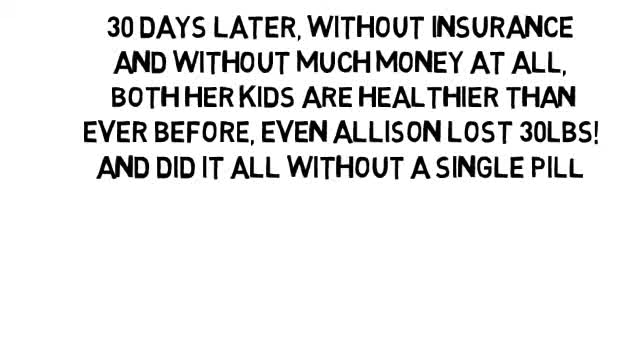 30 DAYS LATER, WITHOUT INSURANCE
AND WITHOUT MUCH MONEY AT ALL,
BOTH HER KIDS ARE HEALTHIER THAN
EVER BEFORE, EVEN ALLISON LOST 30LBS!
AND DID IT ALL WITHOUT A SINGLE PILL